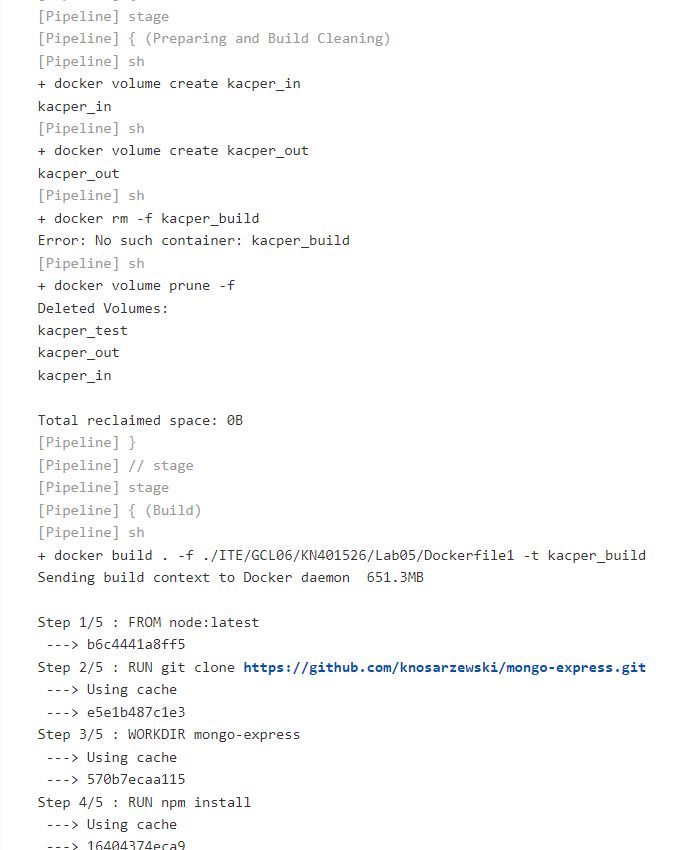 [Pipeline] stage
[Pipeline] { (Preparing and Build Cleaning)
[Pipeline] sh
+ docker volume create kacper_in
kacper_in
[Pipeline] sh
+ docker volume create kacper_out
kacper_out
[Pipeline] sh
+ docker rm -f kacper_build
Error: No such container: kacper_build
[Pipeline] sh
+ docker volume prune -f
Deleted Volumes:
kacper_test
kacper_out
kacper_in
Total reclaimed space: 0B
[Pipeline] }
[Pipeline] // stage
[Pipeline] stage
[Pipeline] { (Build)
[Pipeline] sh
+ docker build . -f ./ITE/GCL06/KN401526/Lab05/Dockerfile1 -t kacper_build
Sending build context to Docker daemon  651.3MB
Step 1/5 : FROM node:latest
 ---> b6c4441a8ff5
Step 2/5 : RUN git clone https://github.com/knosarzewski/mongo-express.git
 ---> Using cache
 ---> e5e1b487c1e3
Step 3/5 : WORKDIR mongo-express
 ---> Using cache
 ---> 570b7ecaa115
Step 4/5 : RUN npm install
 ---> Using cache
 ---> 16404374eca9